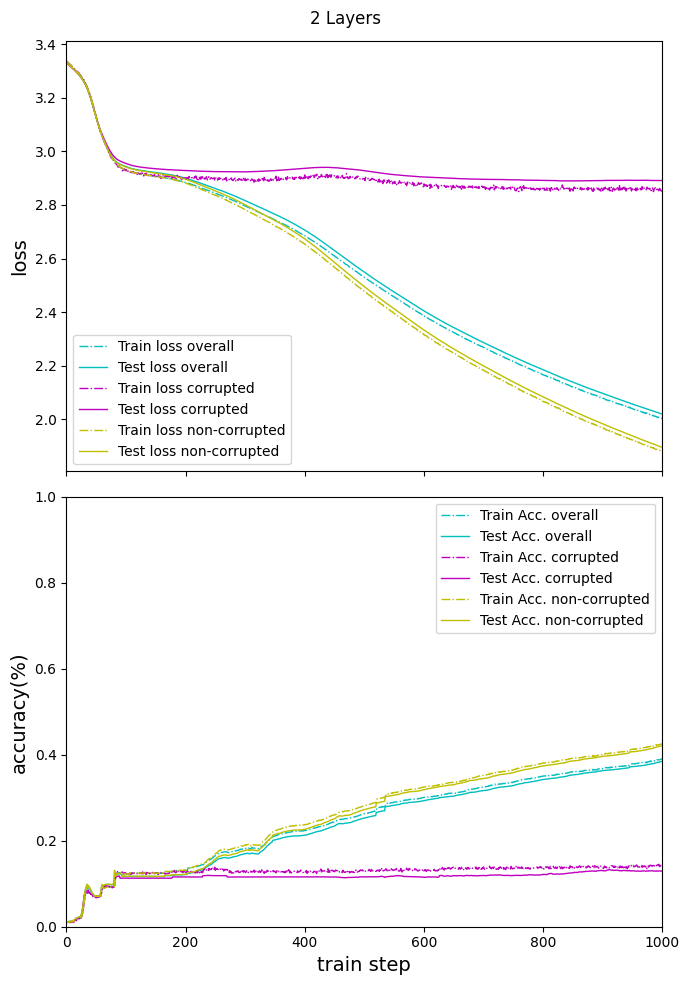 2 Layers
3.4
3.2
3.0
2.8
2.6
2.4
2.2
2.0
loss
Train loss overall
Test loss overall
Train loss corrupted
Test loss corrupted
Train loss non-corrupted
Test loss non-corrupted
1.0
0.8
0.6
0.4
0.2
0.0
accuracy(%)
Train Acc. overall
Test Acc. overall
Train Acc. corrupted
Test Acc. corrupted
Train Acc. non-corrupted
Test Acc. non-corrupted
0 200 400 600 800 1000
train step